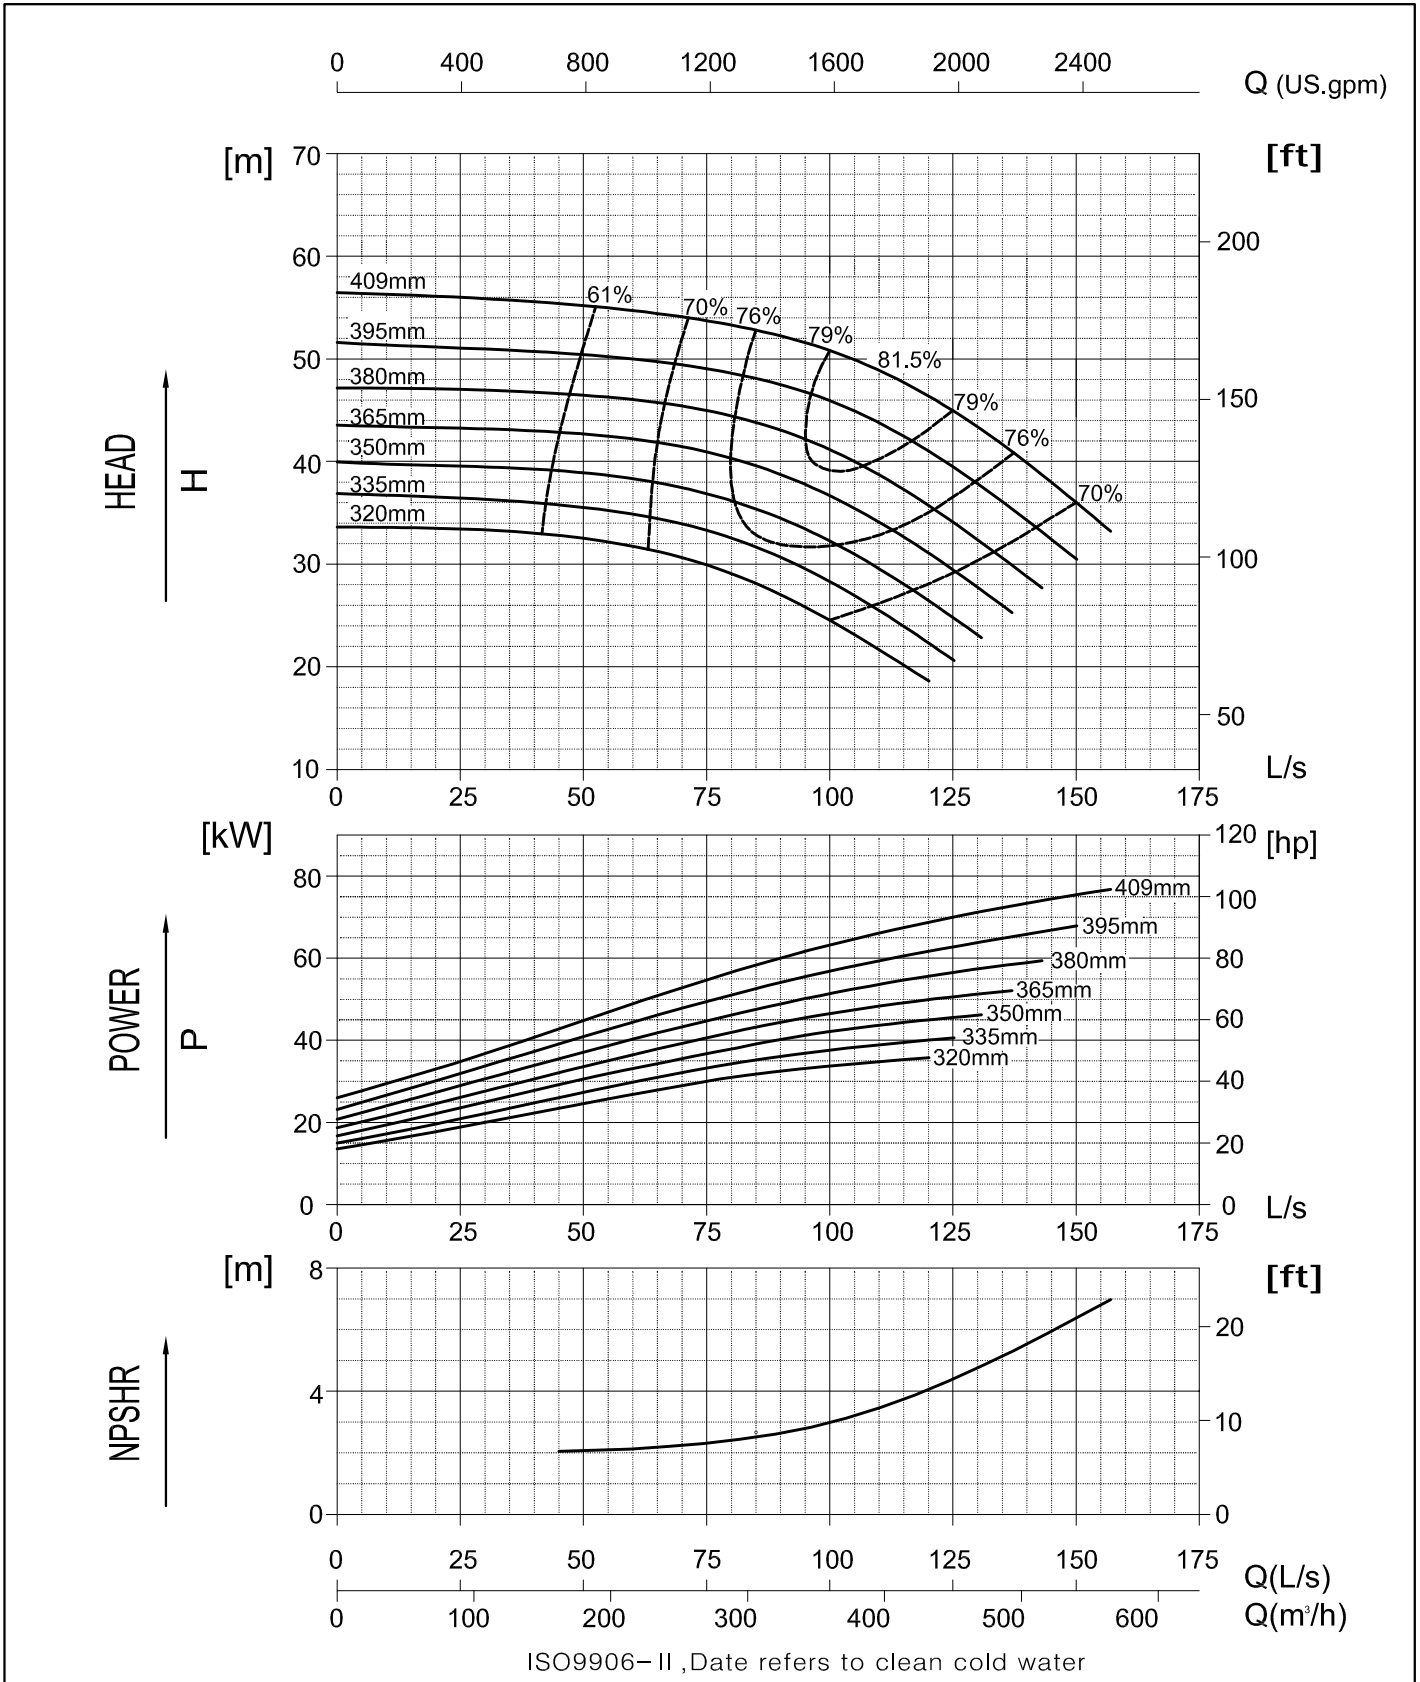 0 400 800 1200 1600 2000 2400
Q (US.gpm)
[m] 70 [ft]
200
60
409mm
61% 70% 76% 79%
395mm
50 81.5%
380mm
150
79%
365mm
76%
350mm
40
335mm
70%
320mm
HEAD
H
30
100
20
50
10
L/s
0 25 50 75 100 125 150 175
[kW]
120 [hp]
80
409mm
100
395mm
60
380mm
80
365mm
350mm
60
335mm
40
320mm
40
POWER
P
20
20
0
0 L/s
0 25 50 75 100 125 150 175
[m] 8 [ft]
20
4
10
NPSHR
0
0
0 25 50 75 100 125 150 175
Q(L/s)
0 100 200 300 400 500 600
Q(m³/h)
ISO9906-II ,Date refers to clean cold water